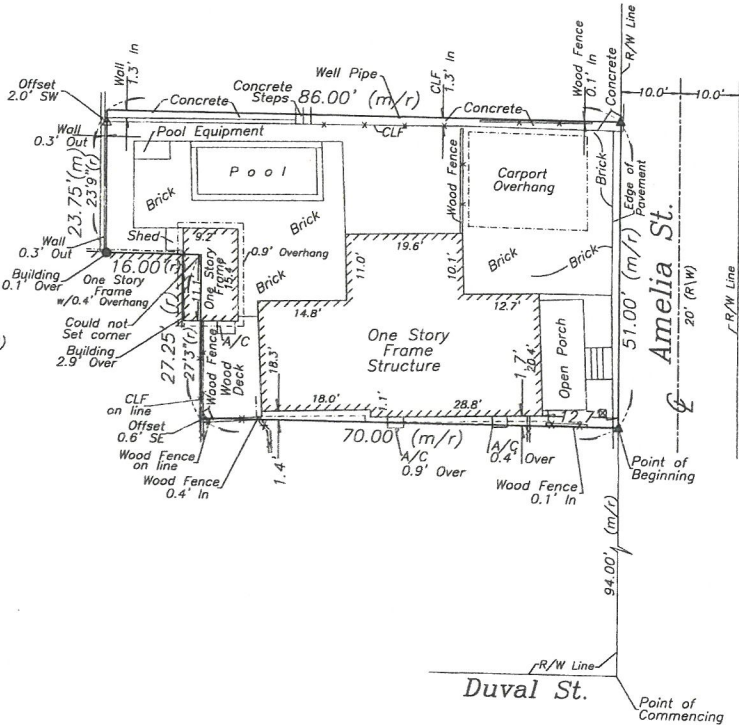 R/W Line
Wall
1.3' In
Offset
2.0' SW
Concrete
Concrete
Steps
86.00' (m/r)
Well Pipe
CLF
1.3' In
CLF
Concrete
Wood Fence
0.1' In
Concrete
10.0'
10.0'
Wall
0.3' Out
Pool Equipment
Pool
Brick
Brick
Brick
Wood Fence
Carport
Overhang
Brick
Brick
Edge of
Pavement
23.75' (m)
23'9"(r)
Wall
0.3' Out
Building
0.1' Over
Shed
9.2'
One Story
Frame
15.4'
0.9' Overhang
16.00'(r)
One Story
Frame
w/0.4' Overhang
Could not
Set corner
Building
2.9' Over
27.25' (r)
27'3"(r)
A/C
Wood Fence
Wood
Deck
14.8'
11.0'
19.6'
10.1'
12.7'
18.3'
One Story
Frame
Structure
1.7'
20.4'
Open Porch
51.00' (m/r)
Amelia St.
20' (R\W)
R/W Line
CLF
on line
Offset
0.6' SE
Wood Fence
on line
Wood Fence
0.4' In
18.0'
1.1'
28.8'
1.4'
70.00' (m/r)
A/C
0.9' Over
A/C
0.4' Over
12.7'
Wood Fence
0.1' In
Point of
Beginning
94.00' (m/r)
R/W Line
Duval St.
Point of
Commencing